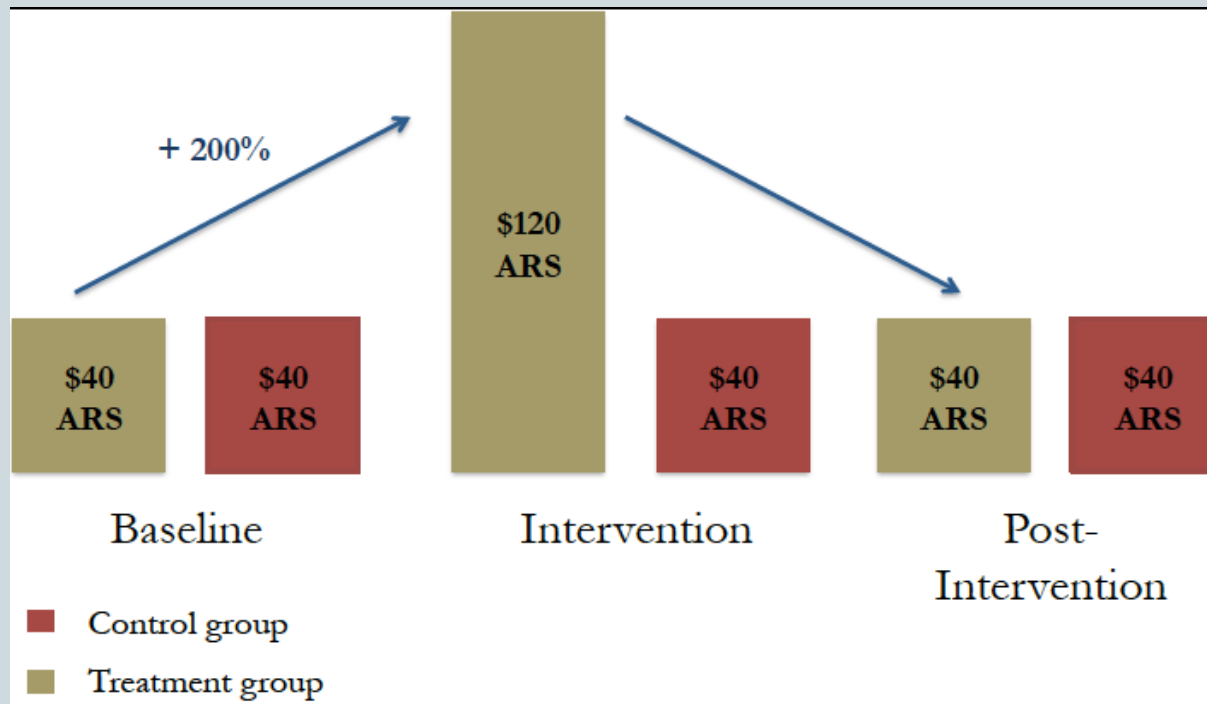 + 200%
$120
ARS
$40
ARS
$40
ARS
$40
ARS
$40
ARS
$40
ARS
Baseline
Intervention
Post-
Intervention
Control group
Treatment group